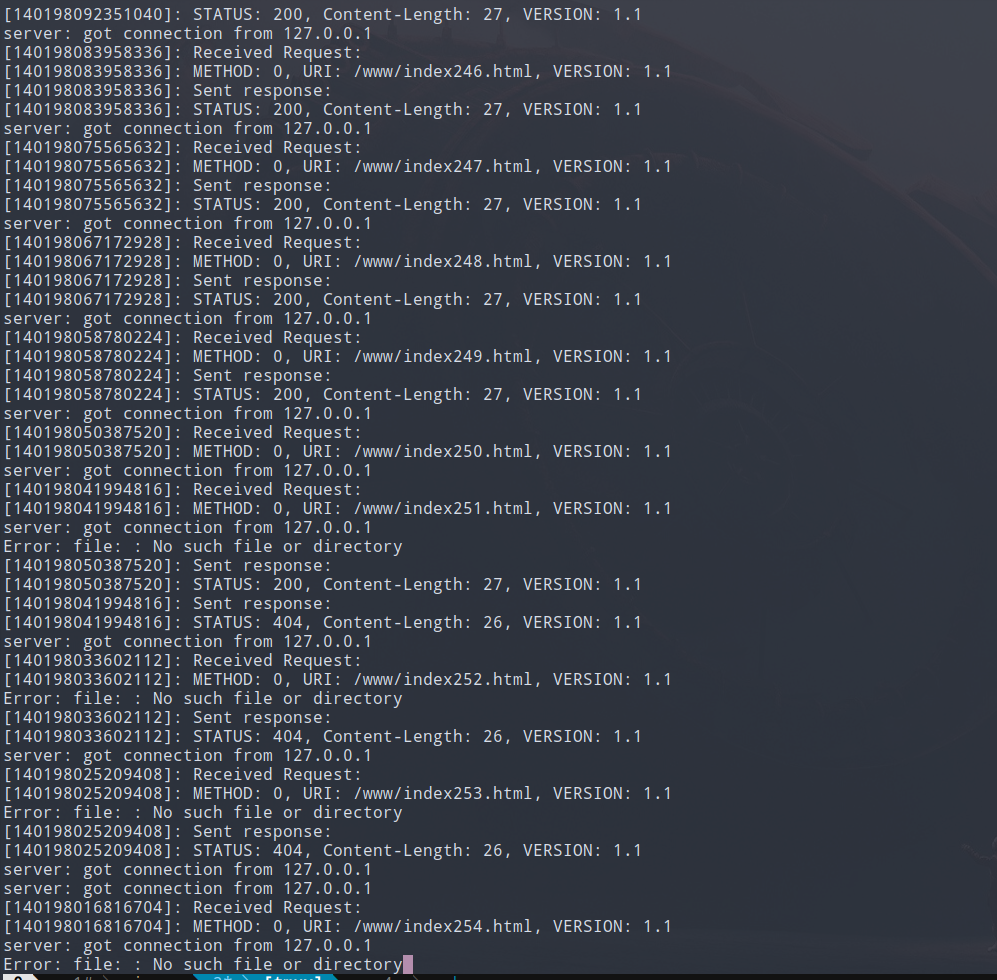 [140198092351040]: STATUS: 200, Content-Length: 27, VERSION: 1.1
server: got connection from 127.0.0.1
[140198083958336]: Received Request:
[140198083958336]: METHOD: 0, URI: /www/index246.html, VERSION: 1.1
[140198083958336]: Sent response:
[140198083958336]: STATUS: 200, Content-Length: 27, VERSION: 1.1
server: got connection from 127.0.0.1
[140198075565632]: Received Request:
[140198075565632]: METHOD: 0, URI: /www/index247.html, VERSION: 1.1
[140198075565632]: Sent response:
[140198075565632]: STATUS: 200, Content-Length: 27, VERSION: 1.1
server: got connection from 127.0.0.1
[140198067172928]: Received Request:
[140198067172928]: METHOD: 0, URI: /www/index248.html, VERSION: 1.1
[140198067172928]: Sent response:
[140198067172928]: STATUS: 200, Content-Length: 27, VERSION: 1.1
server: got connection from 127.0.0.1
[140198058780224]: Received Request:
[140198058780224]: METHOD: 0, URI: /www/index249.html, VERSION: 1.1
[140198058780224]: Sent response:
[140198058780224]: STATUS: 200, Content-Length: 27, VERSION: 1.1
server: got connection from 127.0.0.1
[140198050387520]: Received Request:
[140198050387520]: METHOD: 0, URI: /www/index250.html, VERSION: 1.1
server: got connection from 127.0.0.1
[140198041994816]: Received Request:
[140198041994816]: METHOD: 0, URI: /www/index251.html, VERSION: 1.1
server: got connection from 127.0.0.1
Error: file: : No such file or directory
[140198050387520]: Sent response:
[140198050387520]: STATUS: 200, Content-Length: 27, VERSION: 1.1
[140198041994816]: Sent response:
[140198041994816]: STATUS: 404, Content-Length: 26, VERSION: 1.1
server: got connection from 127.0.0.1
[140198033602112]: Received Request:
[140198033602112]: METHOD: 0, URI: /www/index252.html, VERSION: 1.1
Error: file: : No such file or directory
[140198033602112]: Sent response:
[140198033602112]: STATUS: 404, Content-Length: 26, VERSION: 1.1
server: got connection from 127.0.0.1
[140198025209408]: Received Request:
[140198025209408]: METHOD: 0, URI: /www/index253.html, VERSION: 1.1
Error: file: : No such file or directory
[140198025209408]: Sent response:
[140198025209408]: STATUS: 404, Content-Length: 26, VERSION: 1.1
server: got connection from 127.0.0.1
server: got connection from 127.0.0.1
[140198016816704]: Received Request:
[140198016816704]: METHOD: 0, URI: /www/index254.html, VERSION: 1.1
server: got connection from 127.0.0.1
Error: file: : No such file or directory